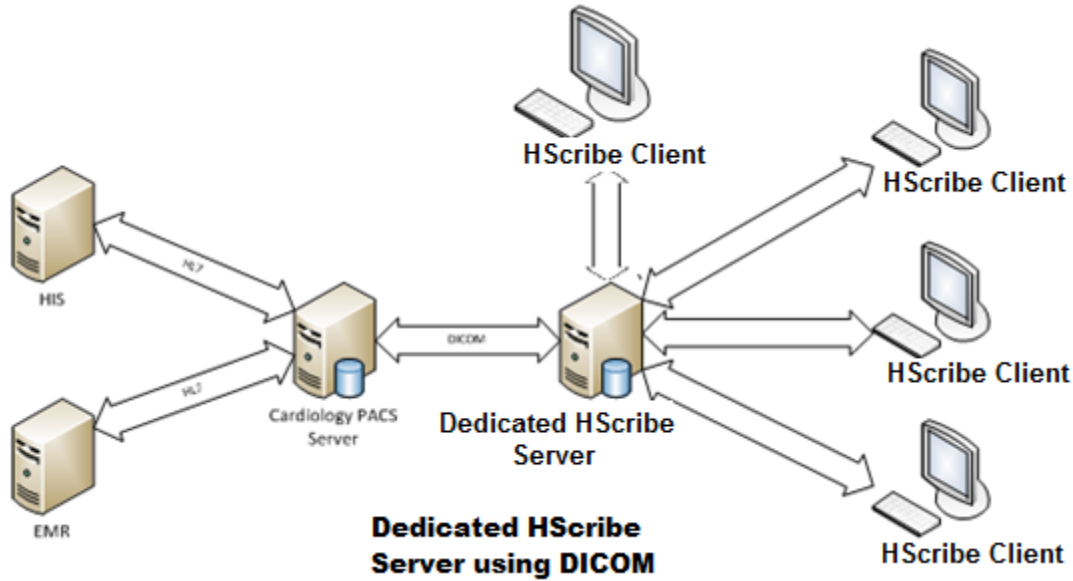 HScribe Client
HScribe Client
HIS
HL7
DICOM
HL7
HScribe Client
Cardiology PACS
Server
Dedicated HScribe
Server
EMR
HScribe Client
Dedicated HScribe
Server using DICOM